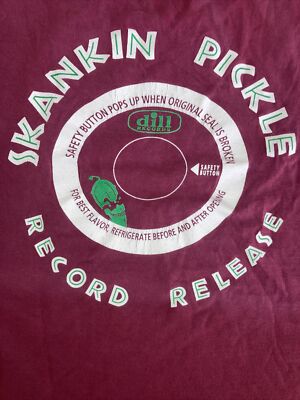 SKANKIN PICKLE
SAFETY BUTTON POPS UP WHEN ORIGINAL SEAL IS BROKEN
dill
RECORDS
SAFETY
BUTTON
FOR BEST FLAVOR, REFRIGERATE BEFORE AND AFTER OPENING
RECORD RELEASE